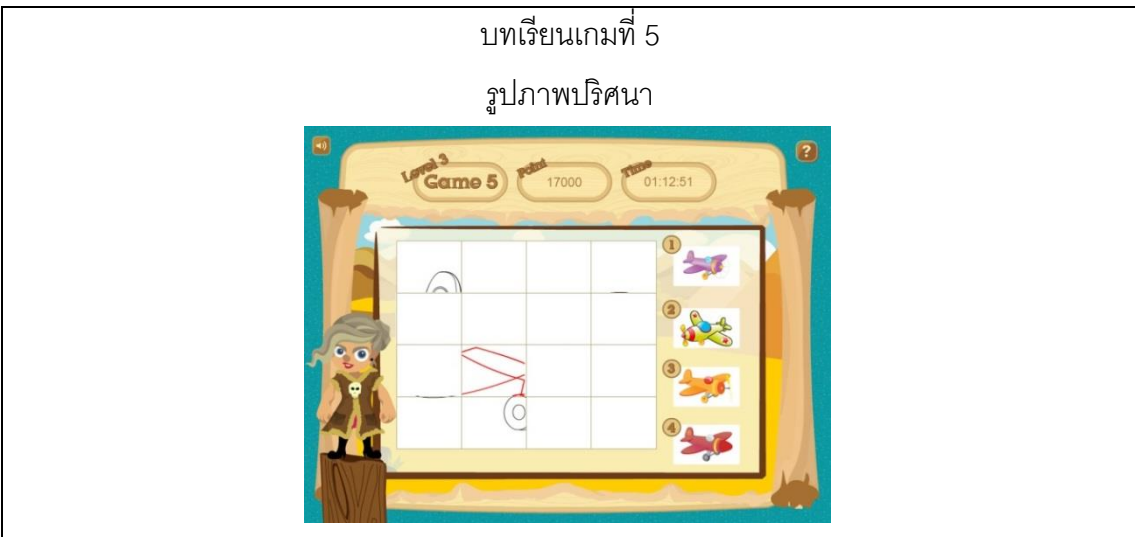 บทเรียนเกมที่ 5
รูปภาพปริศนา
Level 3
Game 5
Point
17000
Time
01:12:51
?
1
2
3
4